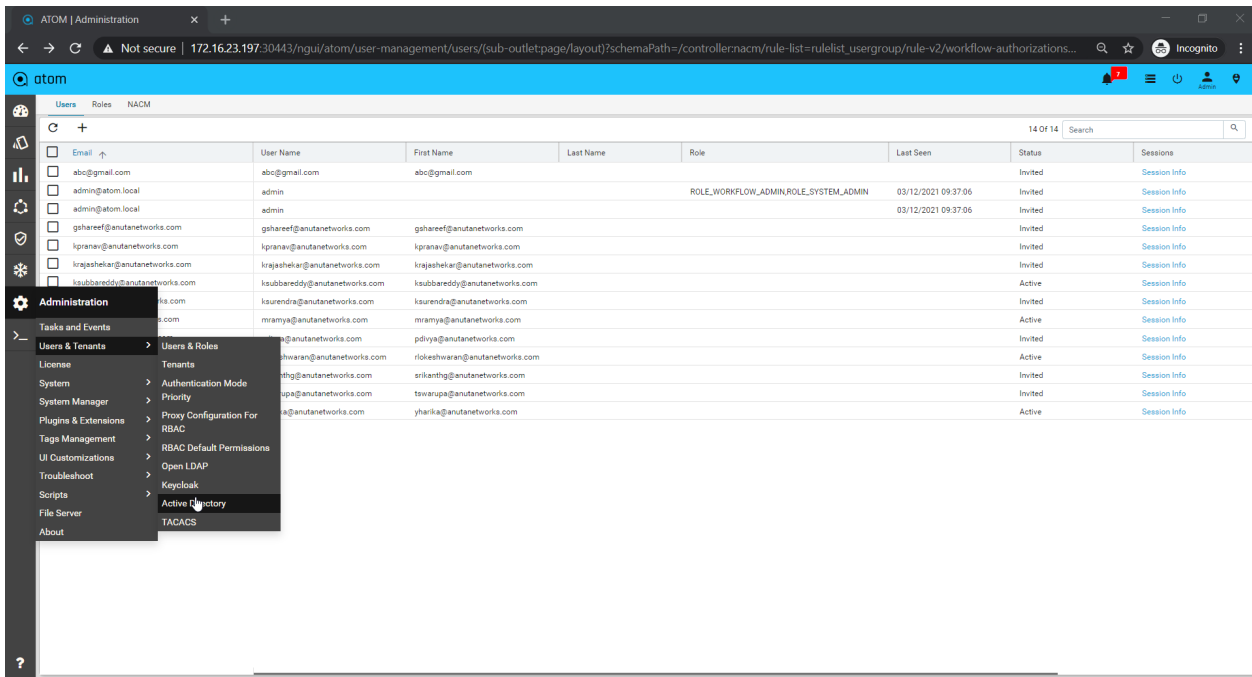 ATOM | Administration
Not secure | 172.16.23.197:30443/ngui/atom/user-management/users/(sub-outlet:page/layout)?schemaPath=/controller:nacm/rule-list=rulelist_usergroup/rule-v2/workflow-authorizations...
Incognito
atom
7
Admin
Users Roles NACM
14 Of 14 Search
Email User Name First Name Last Name Role Last Seen Status Sessions
abc@gmail.com abc@gmail.com abc@gmail.com Invited Session Info
admin@atom.local admin ROLE_WORKFLOW_ADMIN,ROLE_SYSTEM_ADMIN 03/12/2021 09:37:06 Invited Session Info
admin@atom.local admin 03/12/2021 09:37:06 Invited Session Info
gshareef@anutanetworks.com gshareef@anutanetworks.com gshareef@anutanetworks.com Invited Session Info
kpranav@anutanetworks.com kpranav@anutanetworks.com kpranav@anutanetworks.com Invited Session Info
krajashekar@anutanetworks.com krajashekar@anutanetworks.com krajashekar@anutanetworks.com Invited Session Info
ksubbareddy@anutanetworks.com ksubbareddy@anutanetworks.com ksubbareddy@anutanetworks.com Active Session Info
rks.com ksurendra@anutanetworks.com ksurendra@anutanetworks.com Invited Session Info
s.com mramya@anutanetworks.com mramya@anutanetworks.com Active Session Info
a@anutanetworks.com pdivya@anutanetworks.com Invited Session Info
shwaran@anutanetworks.com rlokeshwaran@anutanetworks.com Active Session Info
thg@anutanetworks.com srikanthg@anutanetworks.com Invited Session Info
upa@anutanetworks.com tswarupa@anutanetworks.com Invited Session Info
ka@anutanetworks.com yharika@anutanetworks.com Active Session Info
Administration
Tasks and Events
Users & Tenants
License
System
System Manager
Plugins & Extensions
Tags Management
UI Customizations
Troubleshoot
Scripts
File Server
About
Users & Roles
Tenants
Authentication Mode
Priority
Proxy Configuration For
RBAC
RBAC Default Permissions
Open LDAP
Keycloak
Active Directory
TACACS
?